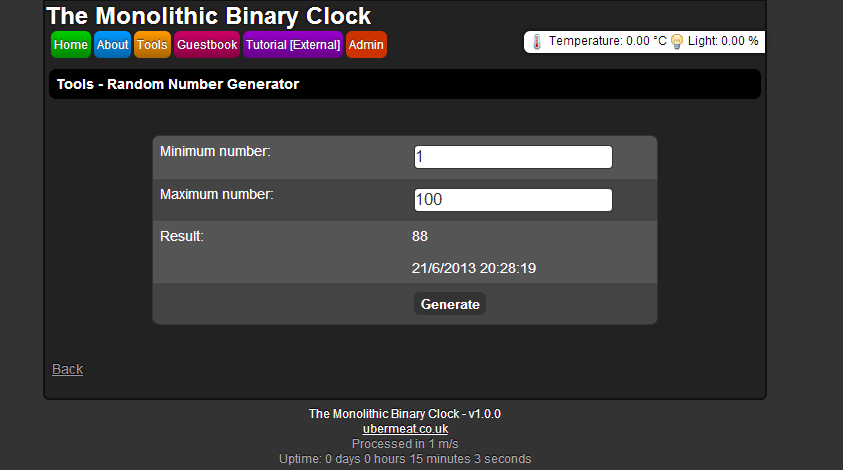 The Monolithic Binary Clock
Home About Tools Guestbook Tutorial [External] Admin
Temperature: 0.00 °C Light: 0.00 %
Tools - Random Number Generator
Minimum number: 1
Maximum number: 100
Result: 88
21/6/2013 20:28:19
Generate
Back
The Monolithic Binary Clock - v1.0.0
ubermeat.co.uk
Processed in 1 m/s
Uptime: 0 days 0 hours 15 minutes 3 seconds